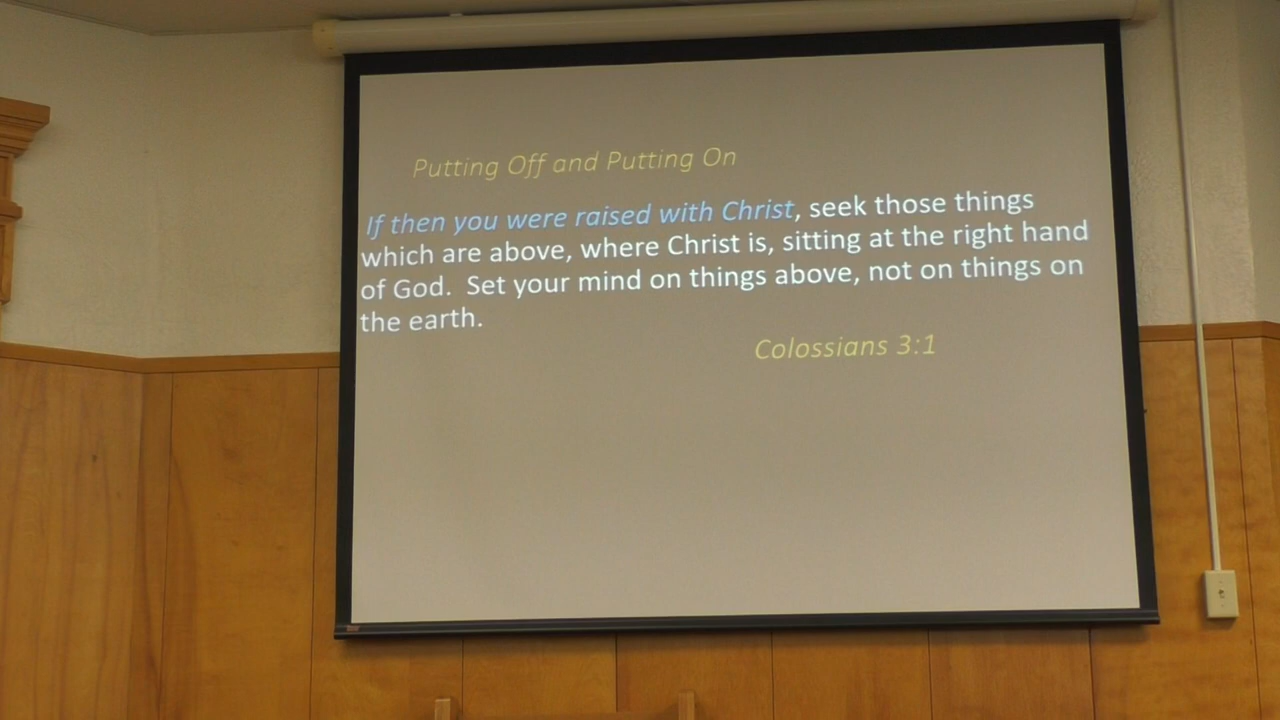 Putting Off and Putting On
If then you were raised with Christ, seek those things
which are above, where Christ is, sitting at the right hand
of God.  Set your mind on things above, not on things on
the earth.
Colossians 3:1